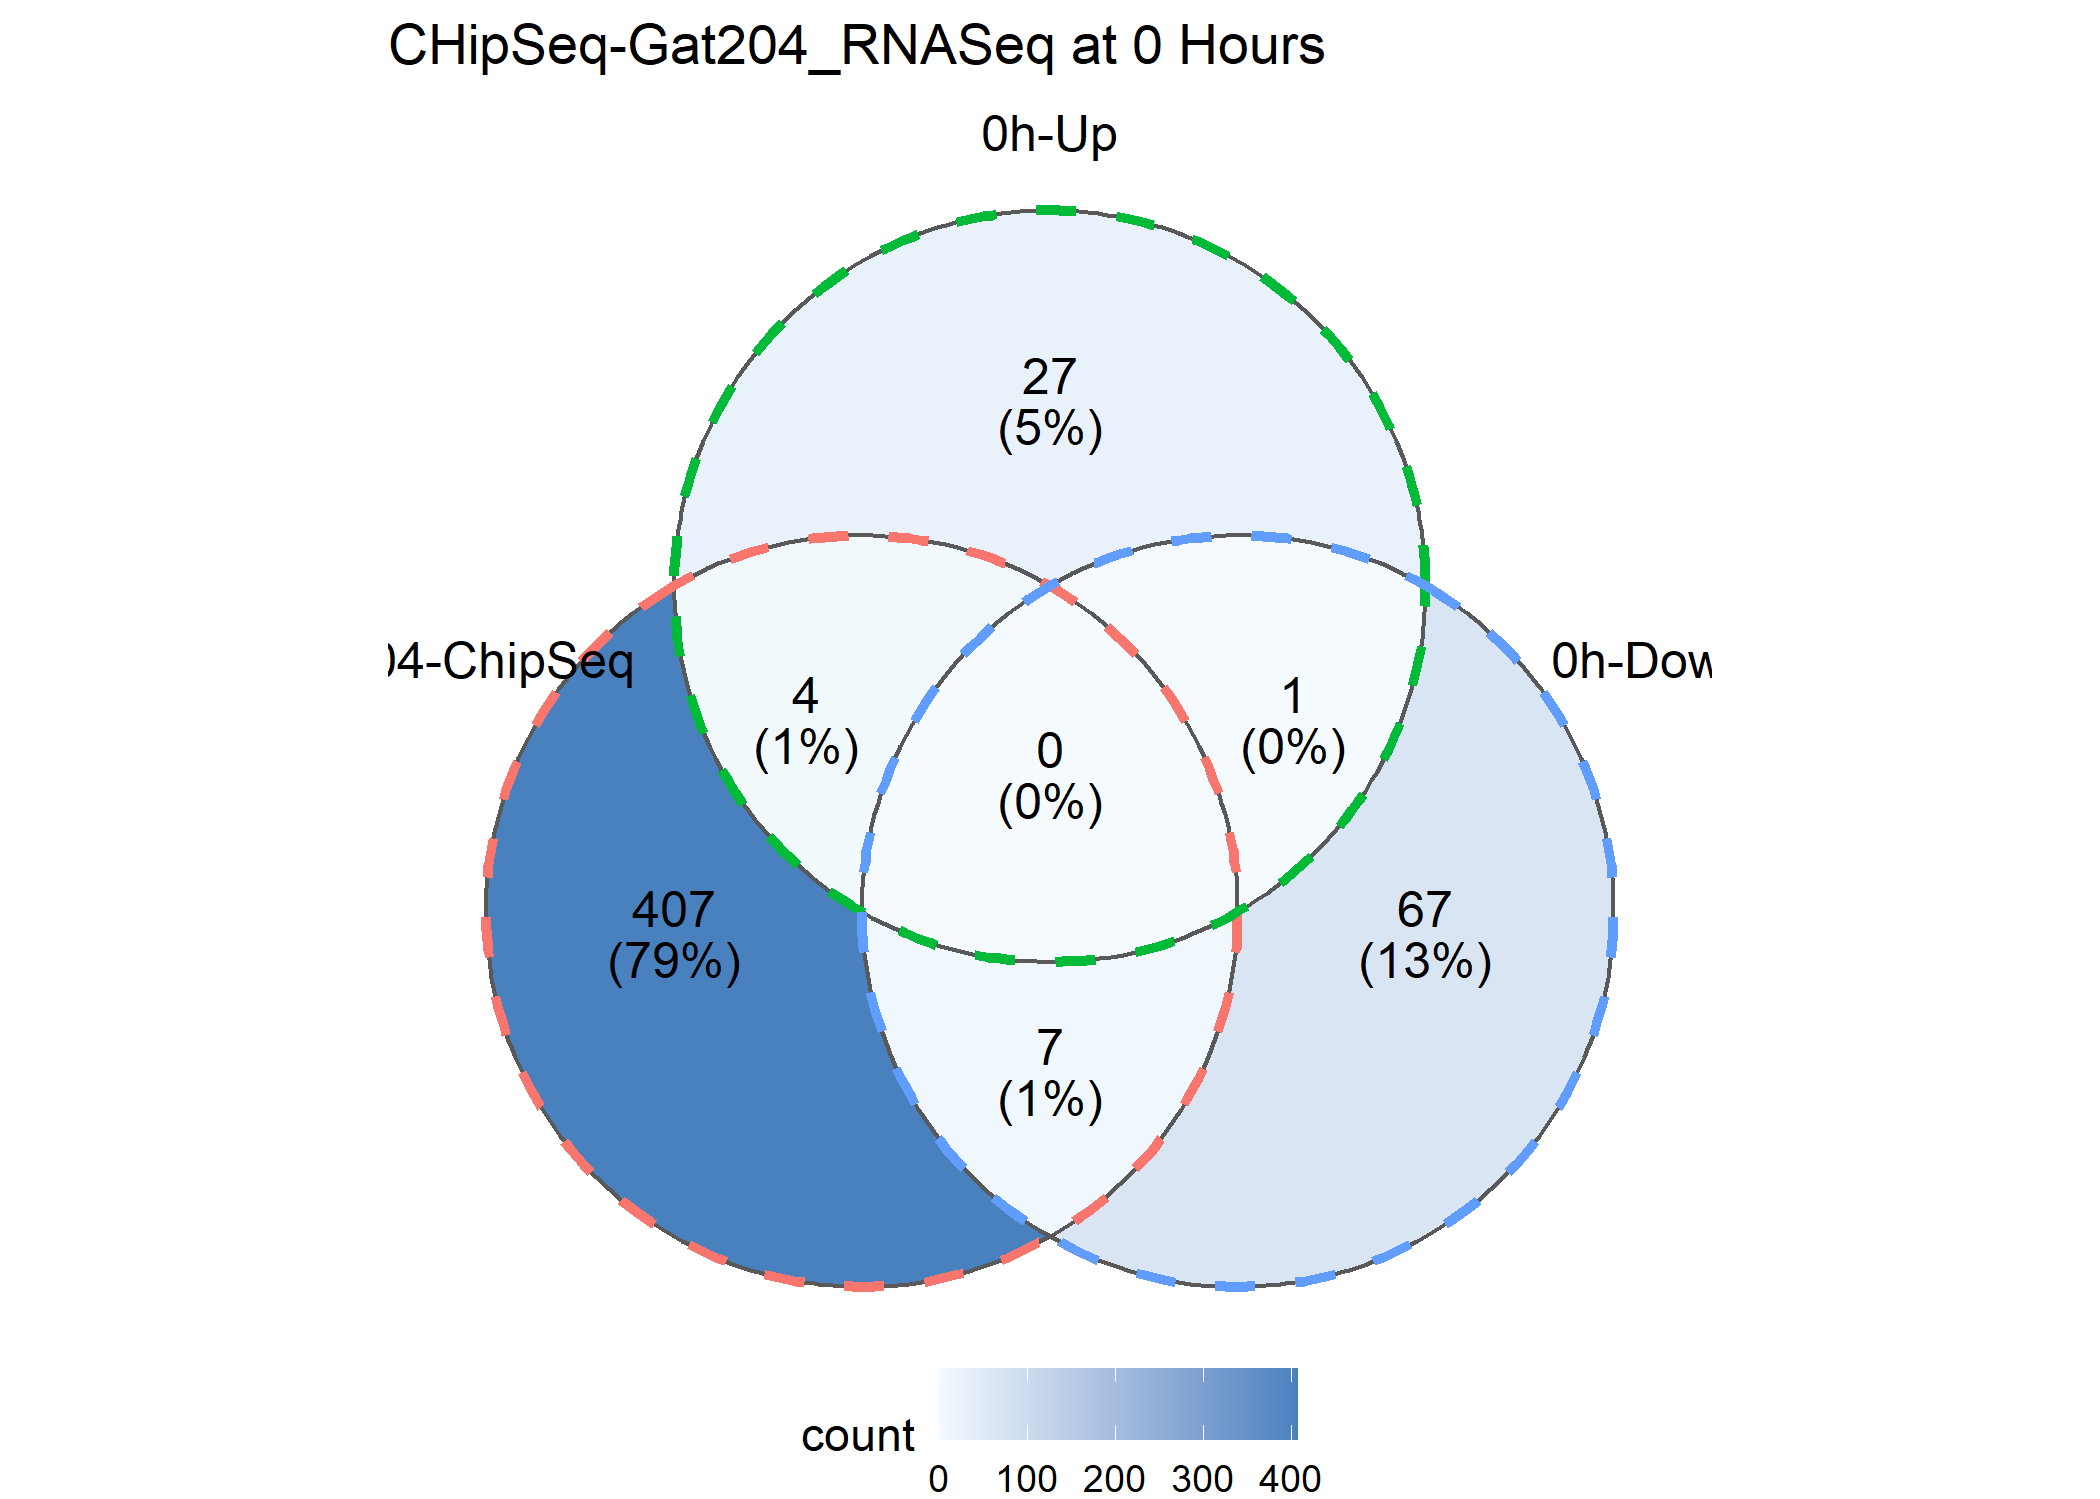 CHipSeq-Gat204_RNASeq at 0 Hours
0h-Up
27
(5%)
04-ChipSeq
0h-Dow
4
(1%)
1
(0%)
0
(0%)
407
(79%)
67
(13%)
7
(1%)
count
0 100 200 300 400